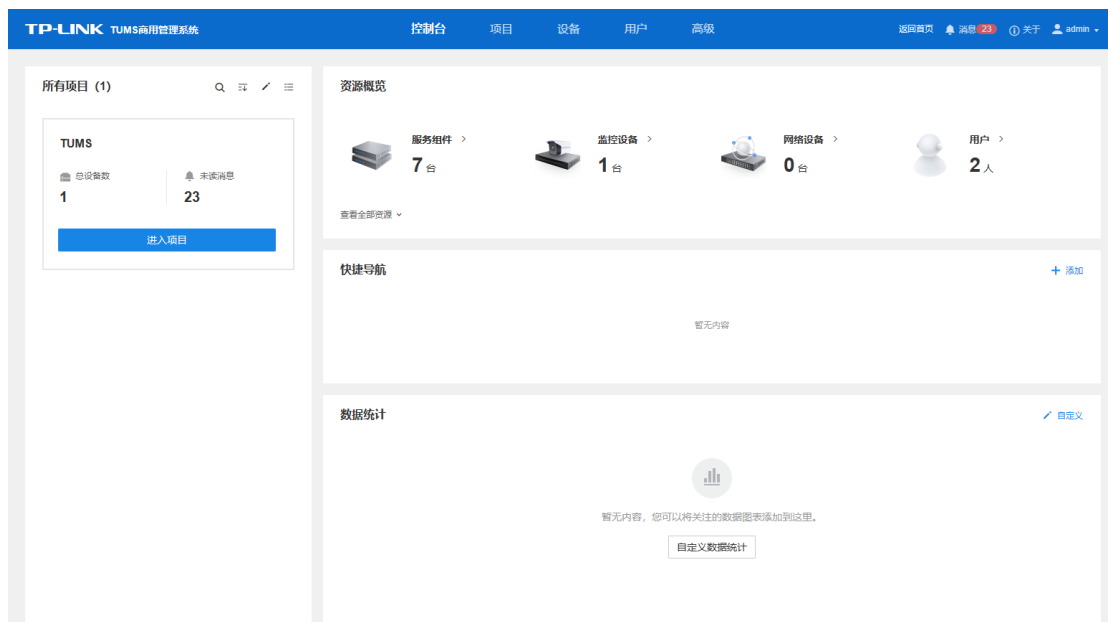 TP-LINK TUMS商用管理系统
控制台 项目 设备 用户 高级
返回首页 消息 23 关于 admin
所有项目 (1)
TUMS
总设备数 未读消息
1 23
进入项目
资源概览
服务组件 监控设备 网络设备 用户
7 台 1 台 0 台 2 人
查看全部资源
快捷导航
添加
暂无内容
数据统计
自定义
暂无内容，您可以将关注的数据图表添加到这里。
自定义数据统计